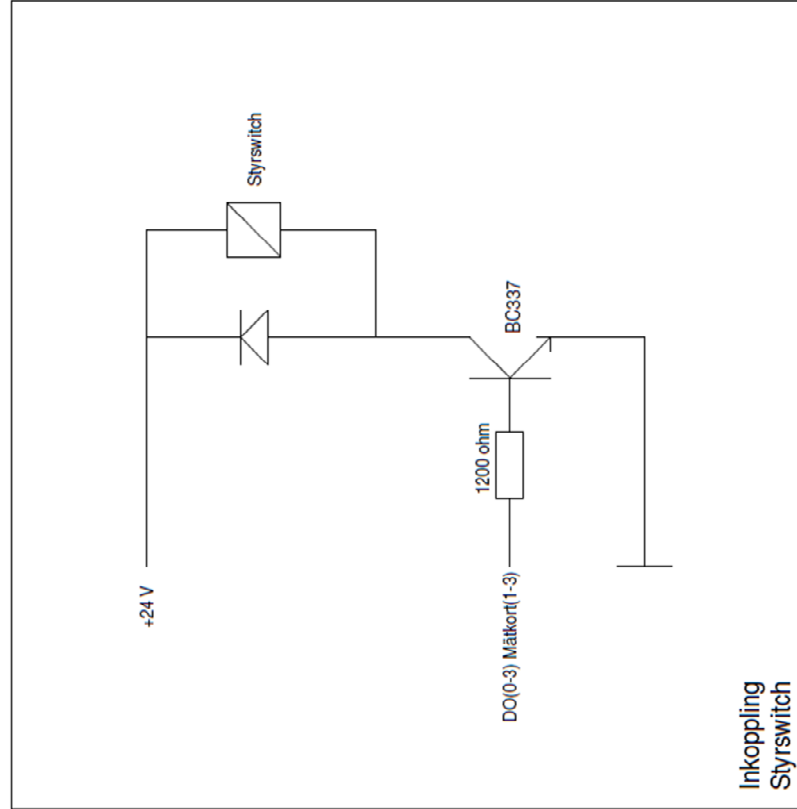 Styrswitch
BC337
1200 ohm
+24 V
DO(0-3) Mätkort(1-3)
Inkoppling
Styrswitch